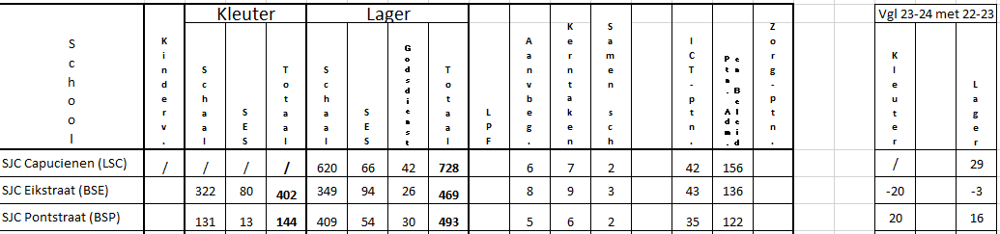 Kleuter Lager Vgl 23-24 met 22-23
School Kinderv. Schaal SES Totaal Schaal SES Godsdienst Totaal LPF Aanvbeg. Kerntaken Samen sch ICT-ptn. Ptn. Adm. en Beleid Zorg-ptn. Kleuter Lager
SJC Capucienen (LSC) / / / / 620 66 42 728 6 7 2 42 156 / 29
SJC Eikstraat (BSE) 322 80 402 349 94 26 469 8 9 3 43 136 -20 -3
SJC Pontstraat (BSP) 131 13 144 409 54 30 493 5 6 2 35 122 20 16